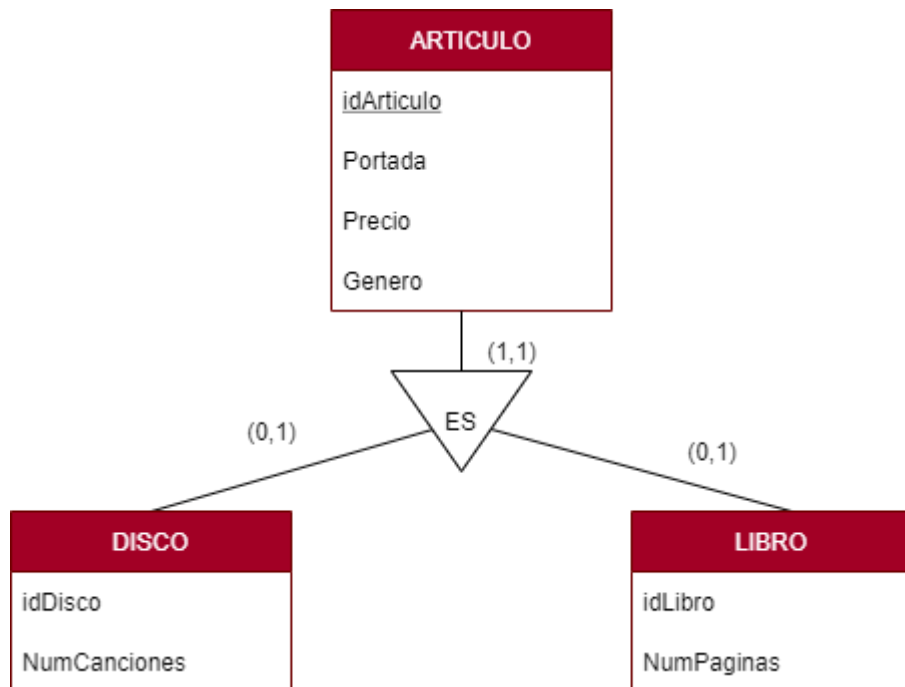 ARTICULO
idArticulo
Portada
Precio
Genero
(1,1)
ES
(0,1)
(0,1)
DISCO
idDisco
NumCanciones
LIBRO
idLibro
NumPaginas